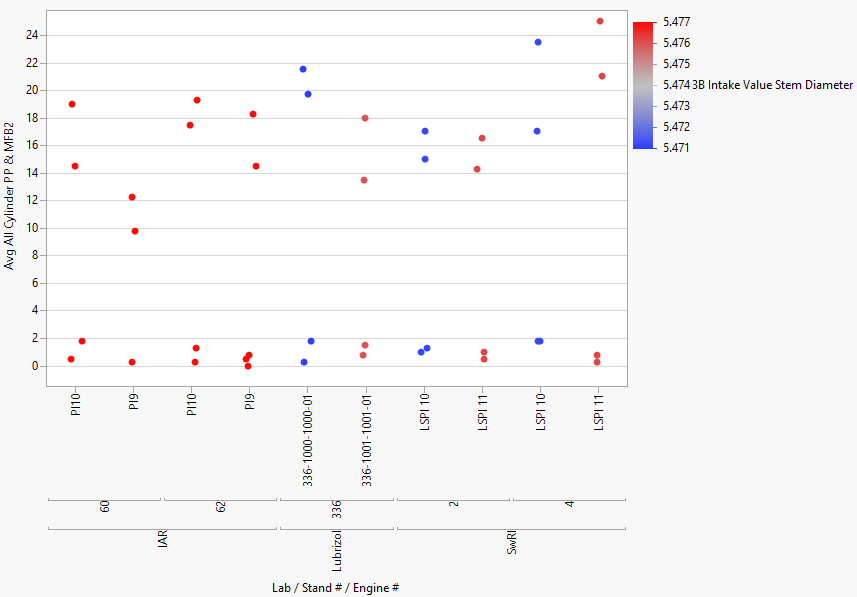 Avg All Cylinder PP & MFB2
24
22
20
18
16
14
12
10
8
6
4
2
0
5.477
5.476
5.475
5.474 3B Intake Value Stem Diameter
5.473
5.472
5.471
PI10
PI9
PI10
PI9
336-1000-1000-01
336-1001-1001-01
LSPI 10
LSPI 11
LSPI 10
LSPI 11
60
62
336
2
4
IAR
Lubrizol
SwRI
Lab / Stand # / Engine #